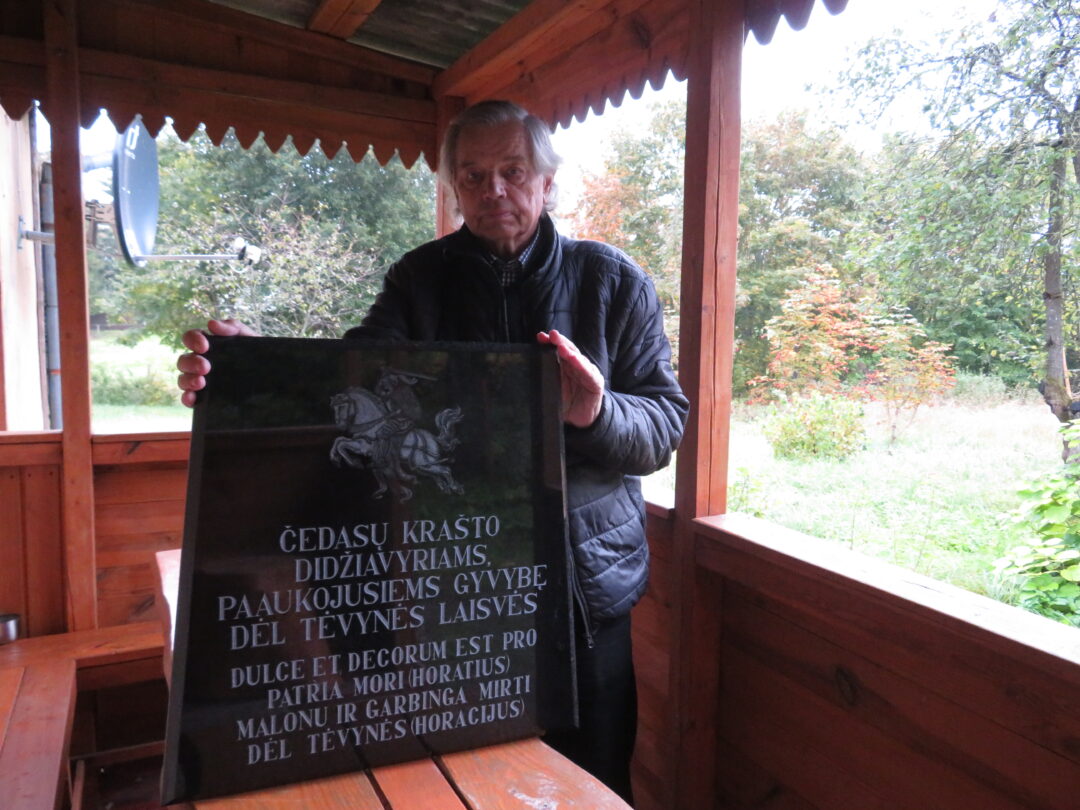 ČEDASŲ KRAŠTO
DIDŽIAVYRIAMS,
PAAUKOJUSIEMS GYVYBĘ
DĖL TĖVYNĖS LAISVĖS
DULCE ET DECORUM EST PRO
PATRIA MORI (HORATIUS)
MALONU IR GARBINGA MIRTI
DĖL TĖVYNĖS (HORACIJUS)